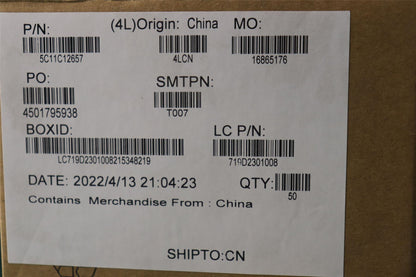 P/N: (4L)Origin: China MO:
5C11C12657 4LCN 16865176
PO: SMTPN:
4501795938 T007
BOXID: LC P/N:
LC719D2301008215348219 719D2301008
DATE: 2022/4/13 21:04:23 QTY:
50
Contains Merchandise From : China
SHIPTO:CN